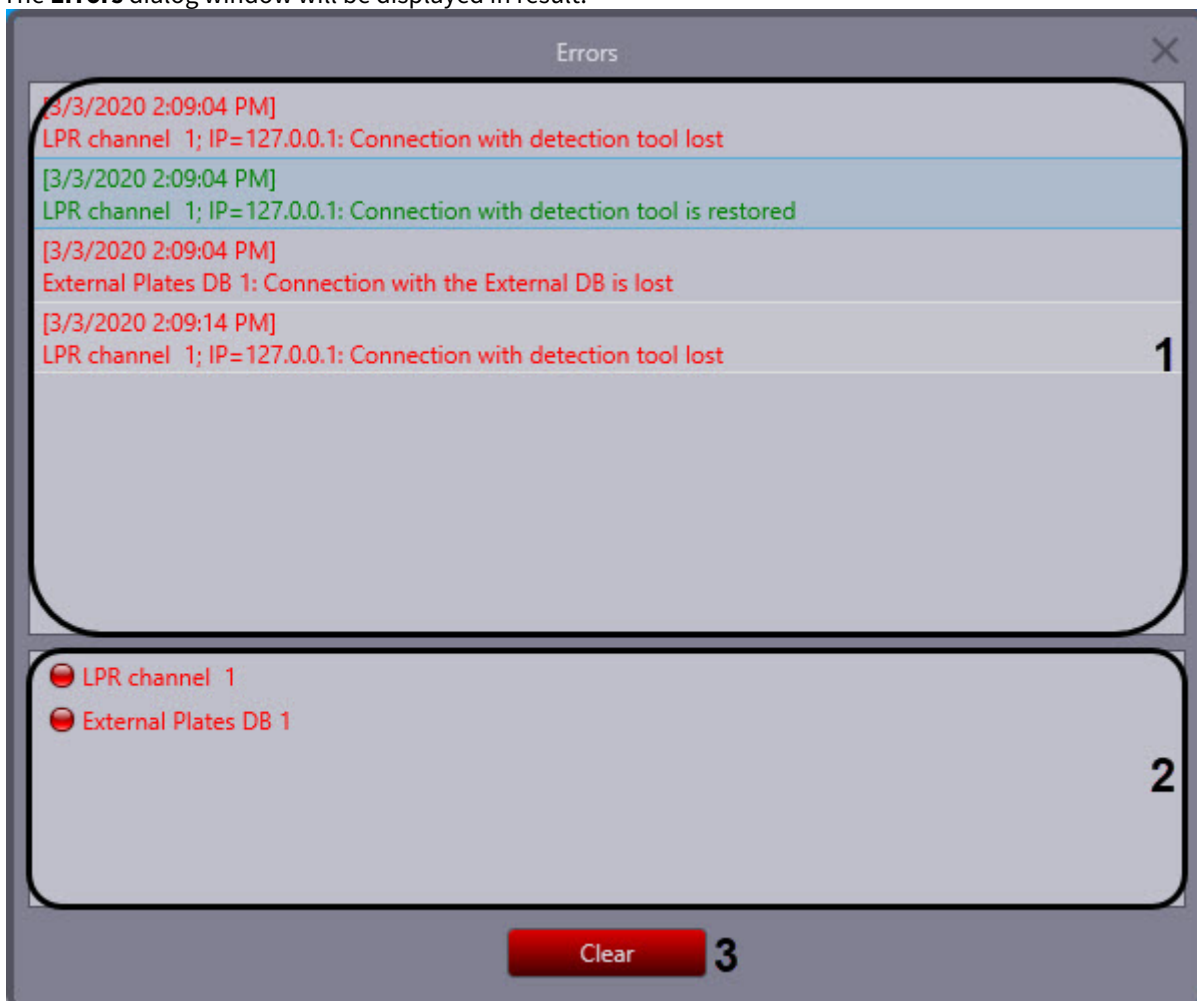 The Errors dialog window will be displayed in result.
Errors
[3/3/2020 2:09:04 PM]
LPR channel 1; IP=127.0.0.1: Connection with detection tool lost
[3/3/2020 2:09:04 PM]
LPR channel 1; IP=127.0.0.1: Connection with detection tool is restored
[3/3/2020 2:09:04 PM]
External Plates DB 1: Connection with the External DB is lost
[3/3/2020 2:09:14 PM]
LPR channel 1; IP=127.0.0.1: Connection with detection tool lost
1
LPR channel 1
External Plates DB 1
2
Clear 3